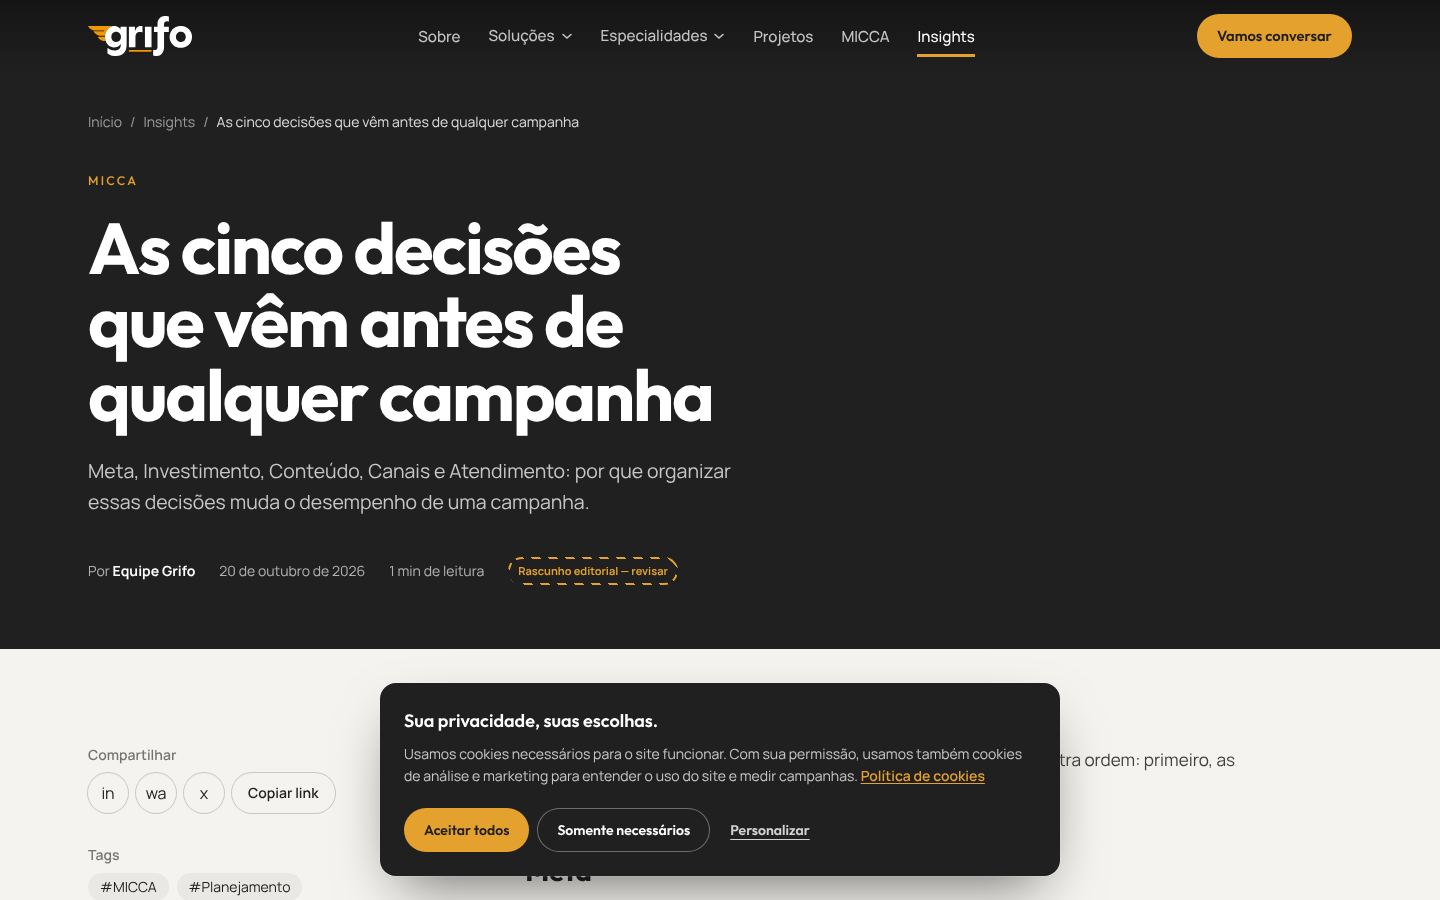 grifo
Sobre
Soluções
Especialidades
Projetos
MICCA
Insights
Vamos conversar
Início / Insights / As cinco decisões que vêm antes de qualquer campanha
MICCA
As cinco decisões
que vêm antes de
qualquer campanha
Meta, Investimento, Conteúdo, Canais e Atendimento: por que organizar
essas decisões muda o desempenho de uma campanha.
Por Equipe Grifo
20 de outubro de 2026
1 min de leitura
Rascunho editorial — revisar
Compartilhar
in
wa
x
Copiar link
Tags
#MICCA
#Planejamento
tra ordem: primeiro, as
Meta
Sua privacidade, suas escolhas.
Usamos cookies necessários para o site funcionar. Com sua permissão, usamos também cookies
de análise e marketing para entender o uso do site e medir campanhas. Política de cookies
Aceitar todos
Somente necessários
Personalizar